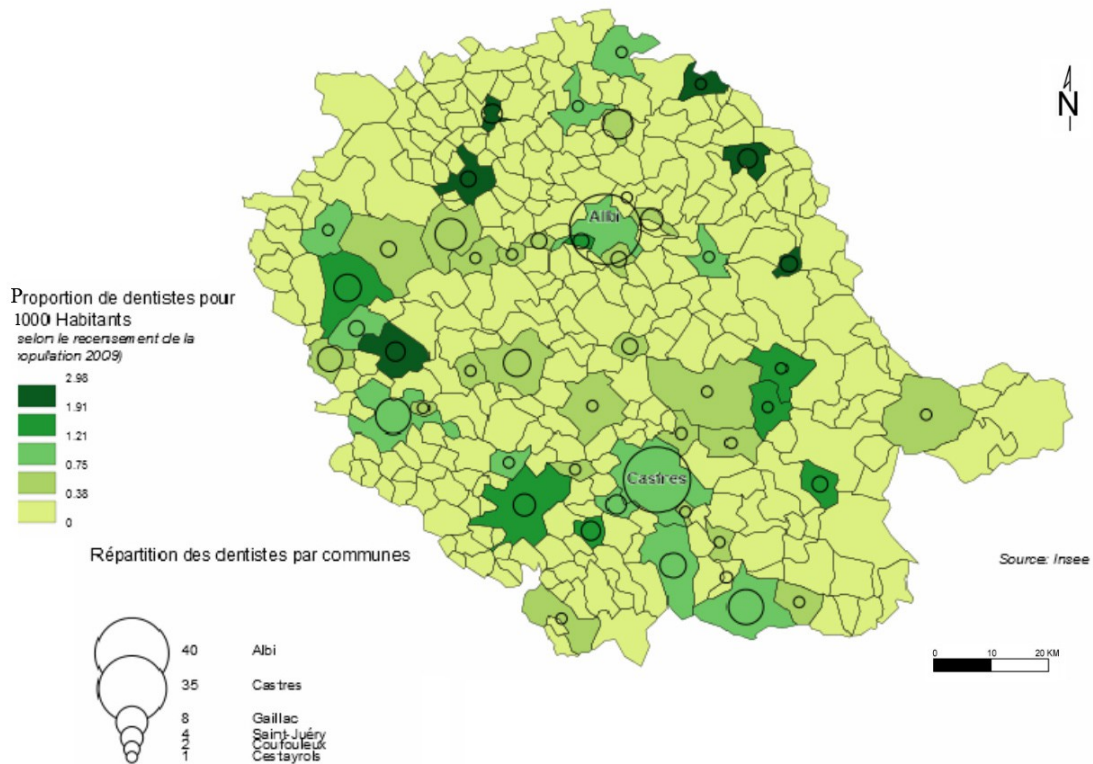 Albi
N
Castres
Proportion de dentistes pour
1000 Habitants
selon le recensement de la
population 2009)
2.98
1.91
1.21
0.75
0.38
0
Répartition des dentistes par communes
Source: Insee
0 10 20 KM
40 Albi
35 Castres
8 Gaillac
4 Saint-Juéry
2 Coufouleux
1 Cestayrols